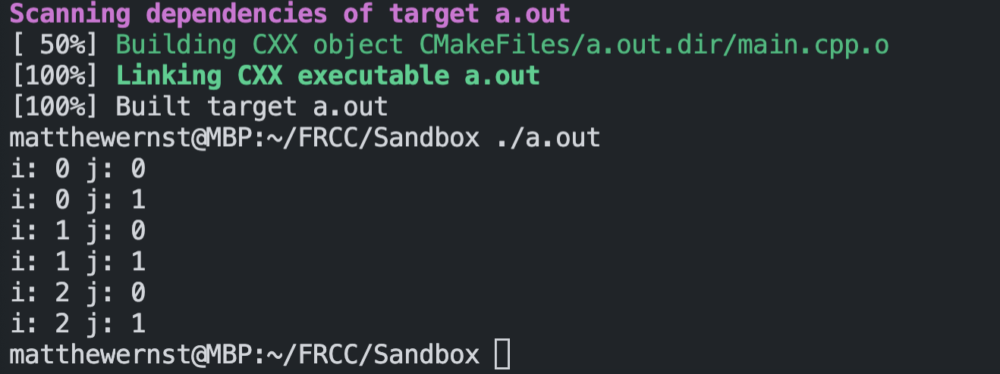 Scanning dependencies of target a.out
[ 50%] Building CXX object CMakeFiles/a.out.dir/main.cpp.o
[100%] Linking CXX executable a.out
[100%] Built target a.out
matthewernst@MBP:~/FRCC/Sandbox ./a.out
i: 0 j: 0
i: 0 j: 1
i: 1 j: 0
i: 1 j: 1
i: 2 j: 0
i: 2 j: 1
matthewernst@MBP:~/FRCC/Sandbox